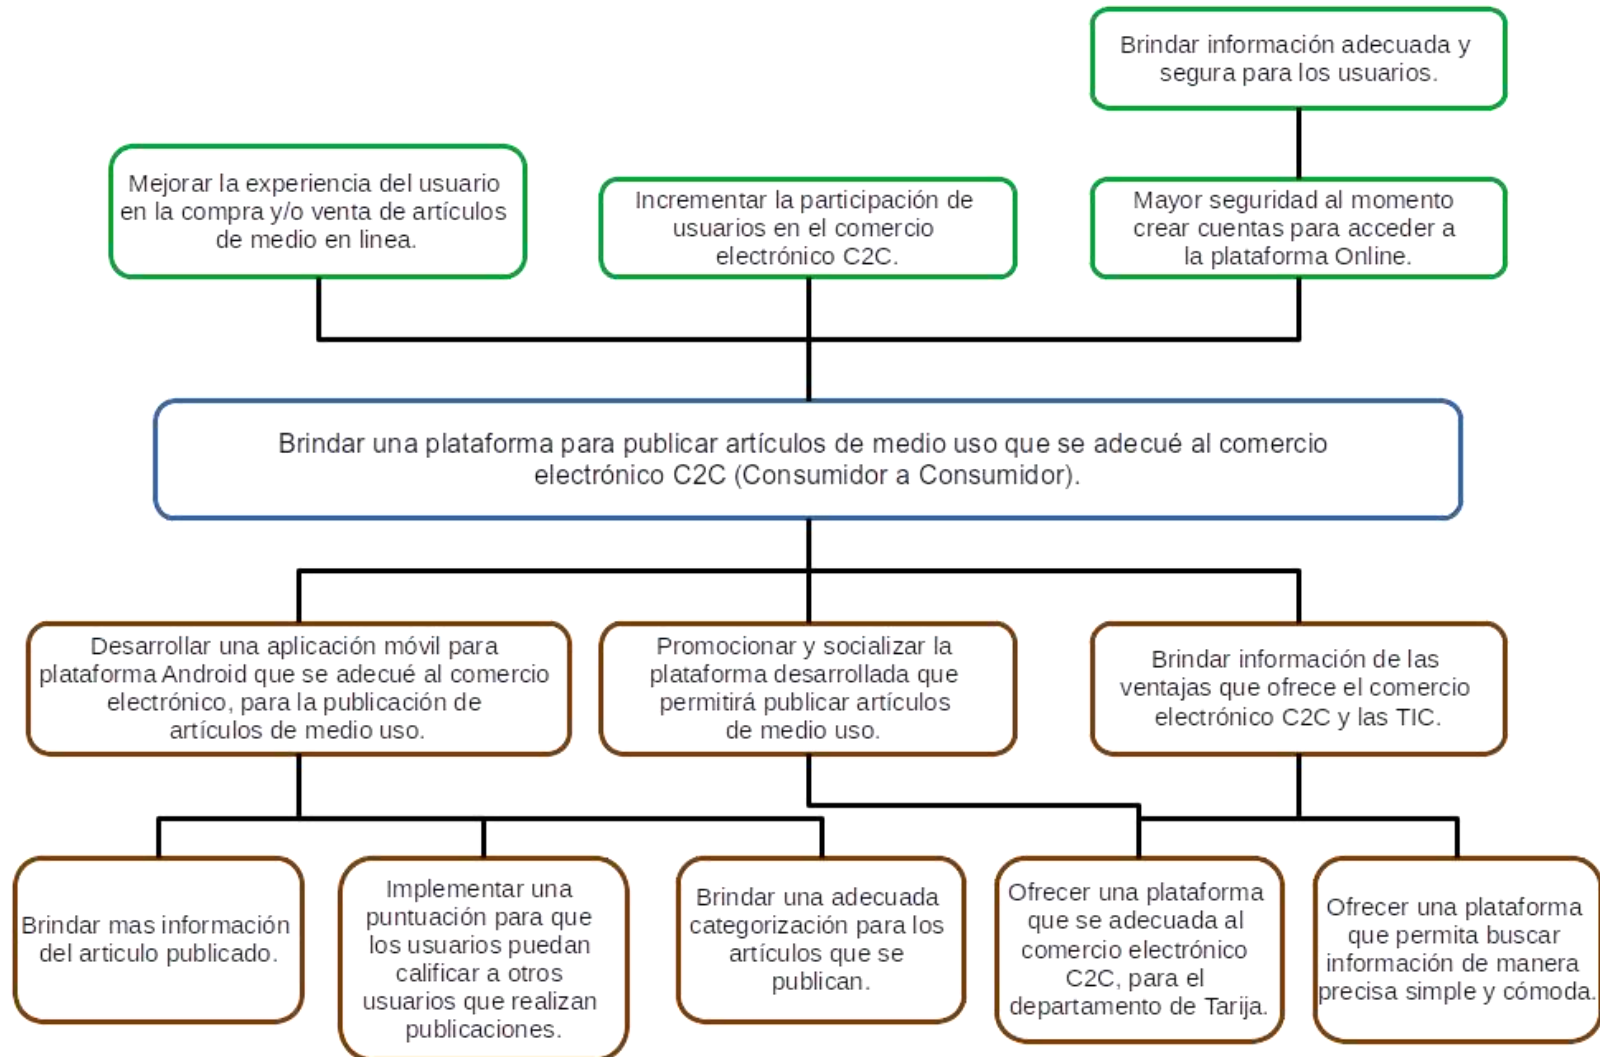 Brindar información adecuada y
segura para los usuarios.
Mejorar la experiencia del usuario
en la compra y/o venta de artículos
de medio en linea.
Incrementar la participación de
usuarios en el comercio
electrónico C2C.
Mayor seguridad al momento
crear cuentas para acceder a
la plataforma Online.
Brindar una plataforma para publicar artículos de medio uso que se adecué al comercio
electrónico C2C (Consumidor a Consumidor).
Desarrollar una aplicación móvil para
plataforma Android que se adecué al comercio
electrónico, para la publicación de
artículos de medio uso.
Promocionar y socializar la
plataforma desarrollada que
permitirá publicar artículos
de medio uso.
Brindar información de las
ventajas que ofrece el comercio
electrónico C2C y las TIC.
Brindar mas información
del articulo publicado.
Implementar una
puntuación para que
los usuarios puedan
calificar a otros
usuarios que realizan
publicaciones.
Brindar una adecuada
categorización para los
artículos que se
publican.
Ofrecer una plataforma
que se adecuada al
comercio electrónico
C2C, para el
departamento de Tarija.
Ofrecer una plataforma
que permita buscar
información de manera
precisa simple y cómoda.